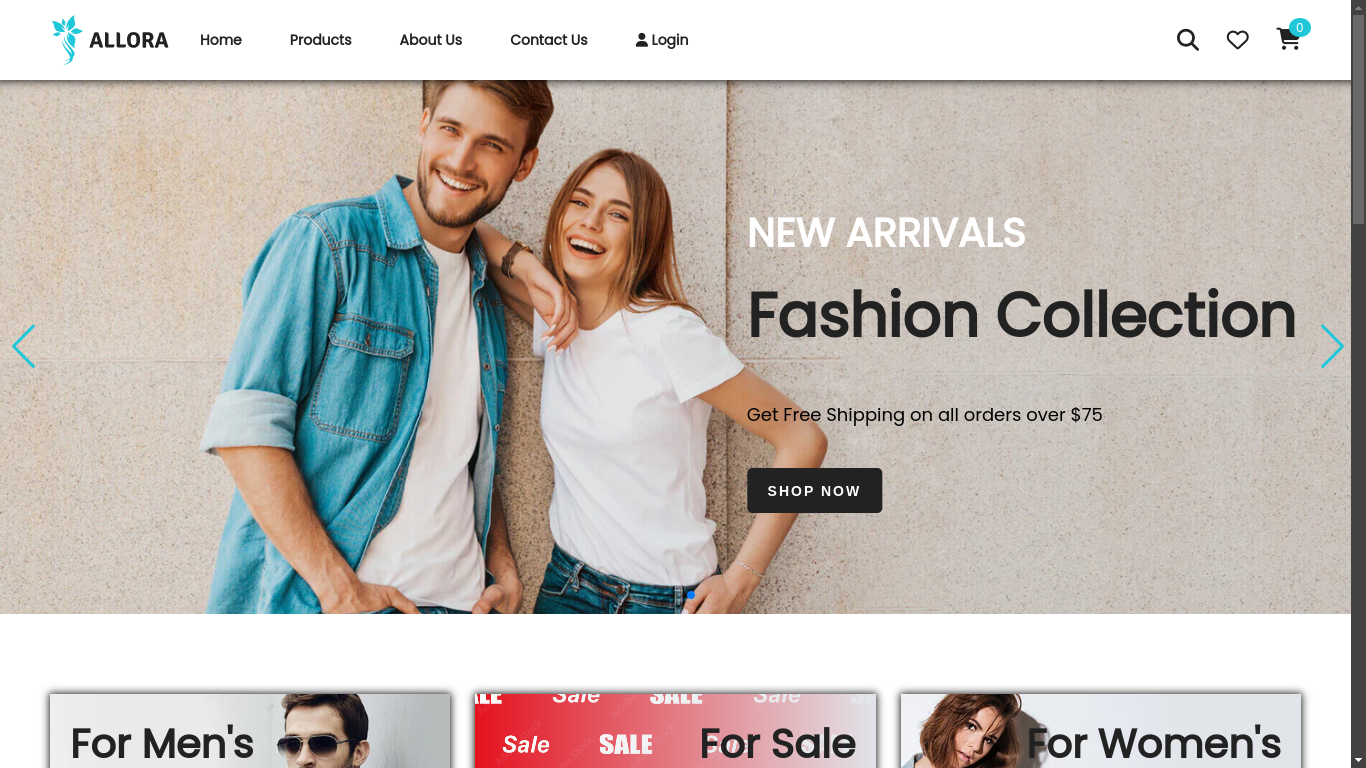 ALLORA
Home
Products
About Us
Contact Us
Login
0
NEW ARRIVALS
Fashion Collection
Get Free Shipping on all orders over $75
SHOP NOW
For Men's
Sale
SALE
Sale
Sale
SALE
Sale
For Sale
For Women's